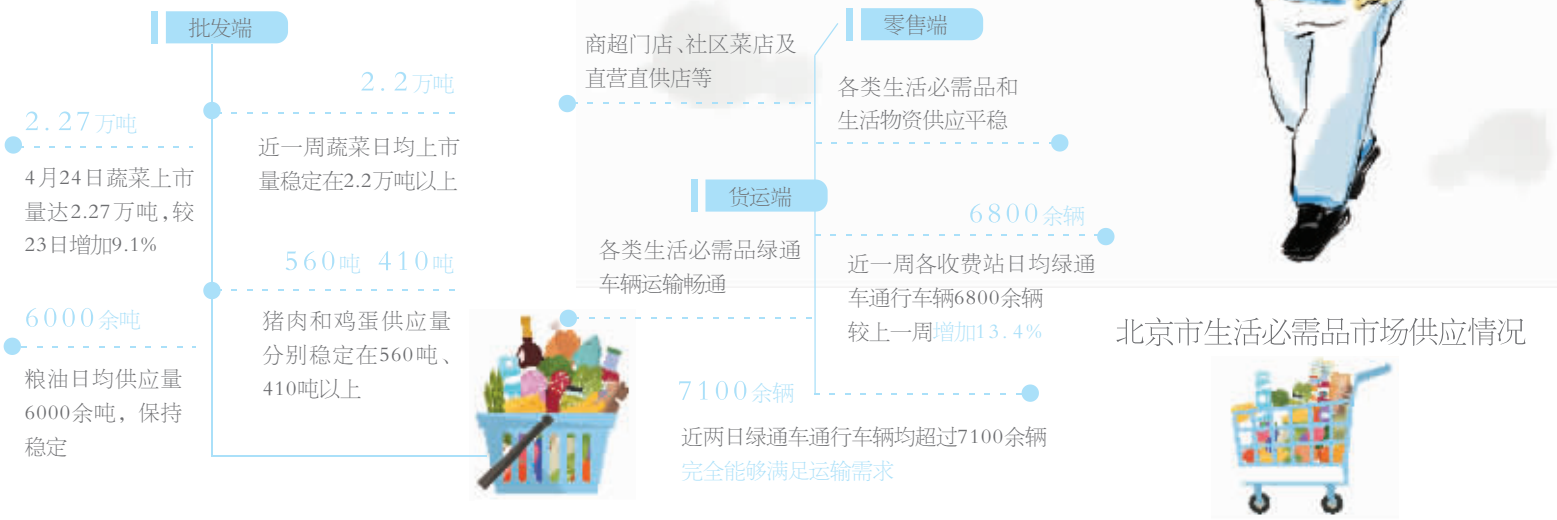 批发端
2.2万吨
近一周蔬菜日均上市
量稳定在2.2万吨以上
2.27万吨
4月24日蔬菜上市
量达2.27万吨,较
23日增加9.1%
560吨 410吨
猪肉和鸡蛋供应量
分别稳定在560吨、
410吨以上
6000余吨
粮油日均供应量
6000余吨，保持
稳定
零售端
商超门店、社区菜店及
直营直供店等
各类生活必需品和
生活物资供应平稳
货运端
各类生活必需品绿通
车辆运输畅通
6800余辆
近一周各收费站日均绿通
车通行车辆6800余辆
较上一周增加13.4%
7100余辆
近两日绿通车通行车辆均超过7100余辆
完全能够满足运输需求
北京市生活必需品市场供应情况